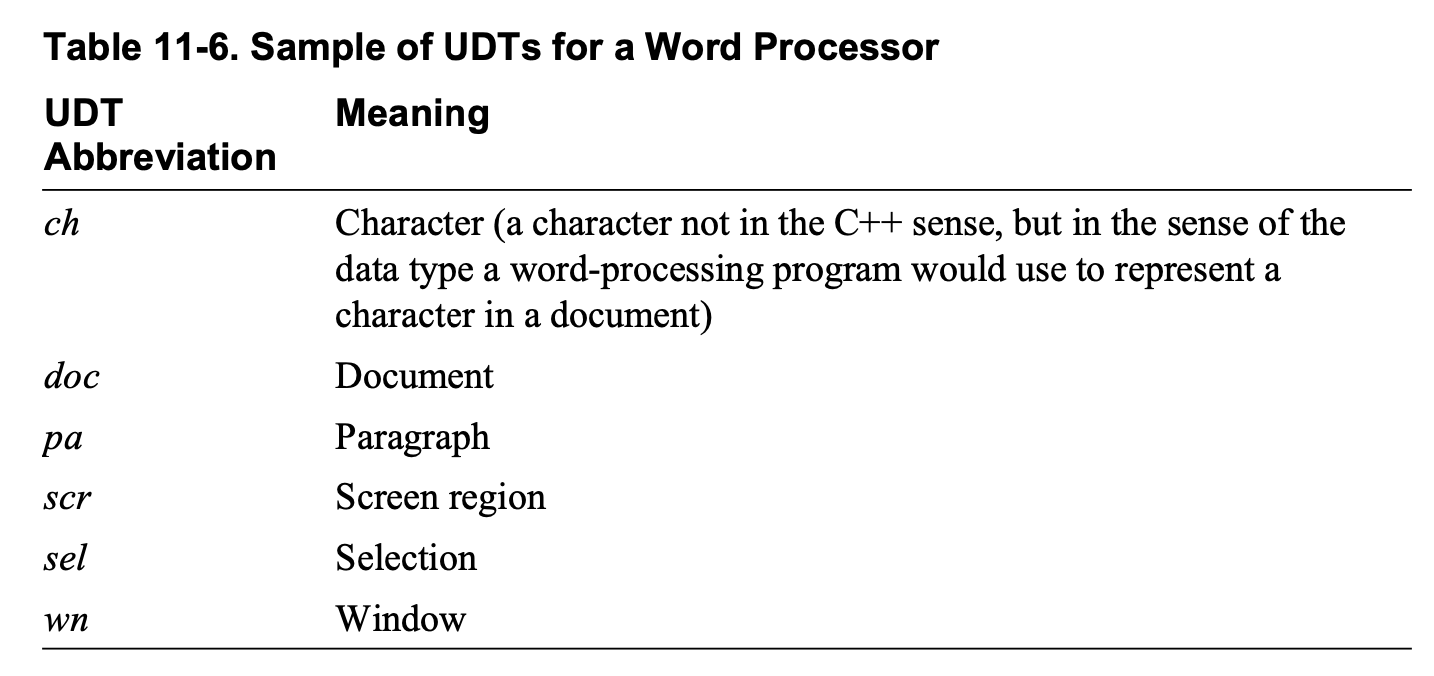 Table 11-6. Sample of UDTs for a Word Processor
UDT Meaning
Abbreviation
ch Character (a character not in the C++ sense, but in the sense of the
data type a word-processing program would use to represent a
character in a document)
doc Document
pa Paragraph
scr Screen region
sel Selection
wn Window